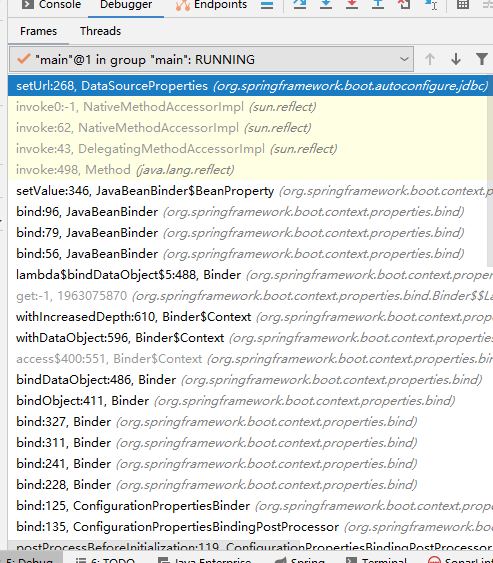 Console Debugger Endpoints
Frames Threads
"main"@1 in group "main": RUNNING
setUrl:268, DataSourceProperties (org.springframework.boot.autoconfigure.jdbc)
invoke0:-1, NativeMethodAccessorImpl (sun.reflect)
invoke:62, NativeMethodAccessorImpl (sun.reflect)
invoke:43, DelegatingMethodAccessorImpl (sun.reflect)
invoke:498, Method (java.lang.reflect)
setValue:346, JavaBeanBinder$BeanProperty (org.springframework.boot.context.prope
bind:96, JavaBeanBinder (org.springframework.boot.context.properties.bind)
bind:79, JavaBeanBinder (org.springframework.boot.context.properties.bind)
bind:56, JavaBeanBinder (org.springframework.boot.context.properties.bind)
lambda$bindDataObject$5:488, Binder (org.springframework.boot.context.properties
get:-1, 1963075870 (org.springframework.boot.context.properties.bind.Binder$$La
withIncreasedDepth:610, Binder$Context (org.springframework.boot.context.proper
withDataObject:596, Binder$Context (org.springframework.boot.context.properties
access$400:551, Binder$Context (org.springframework.boot.context.properties.bind)
bindDataObject:486, Binder (org.springframework.boot.context.properties.bind)
bindObject:411, Binder (org.springframework.boot.context.properties.bind)
bind:327, Binder (org.springframework.boot.context.properties.bind)
bind:311, Binder (org.springframework.boot.context.properties.bind)
bind:241, Binder (org.springframework.boot.context.properties.bind)
bind:228, Binder (org.springframework.boot.context.properties.bind)
bind:125, ConfigurationPropertiesBinder (org.springframework.boot.context.prope
bind:135, ConfigurationPropertiesBindingPostProcessor (org.springframework.boot
postProcessBeforeInitialization:119, ConfigurationPropertiesBindingPostProcessor
5: Debug 6: TODO Java Enterprise Spring Terminal SonarLint